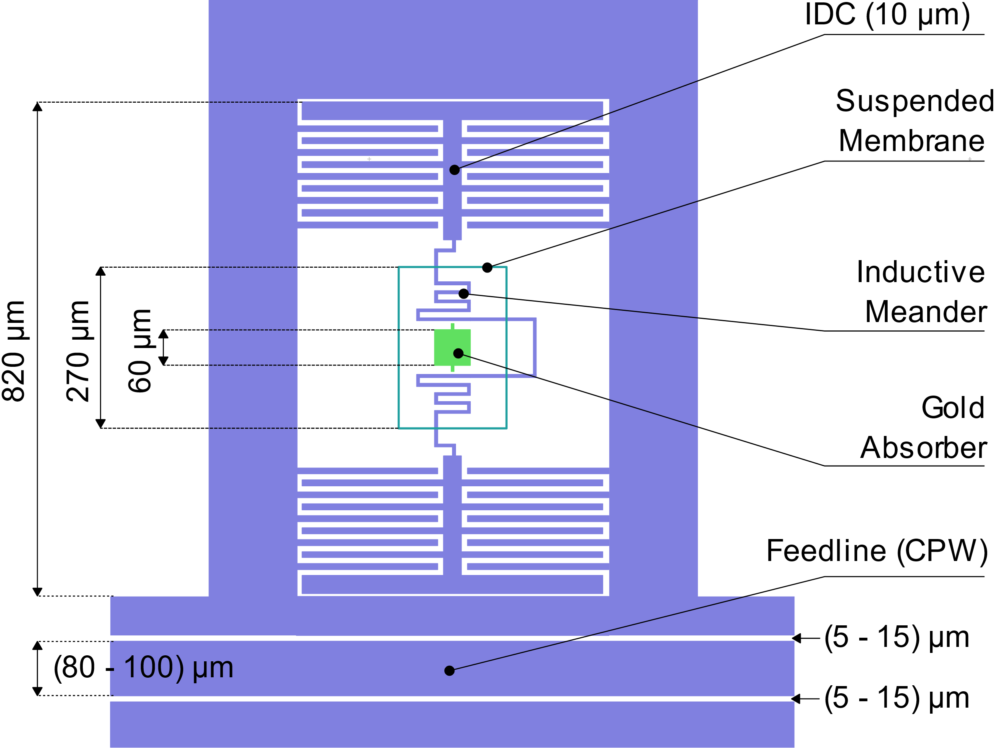 IDC (10 µm)
Suspended
Membrane
Inductive
Meander
Gold
Absorber
Feedline (CPW)
(5 - 15) µm
(5 - 15) µm
820 µm
270 µm
60 µm
(80 - 100) µm